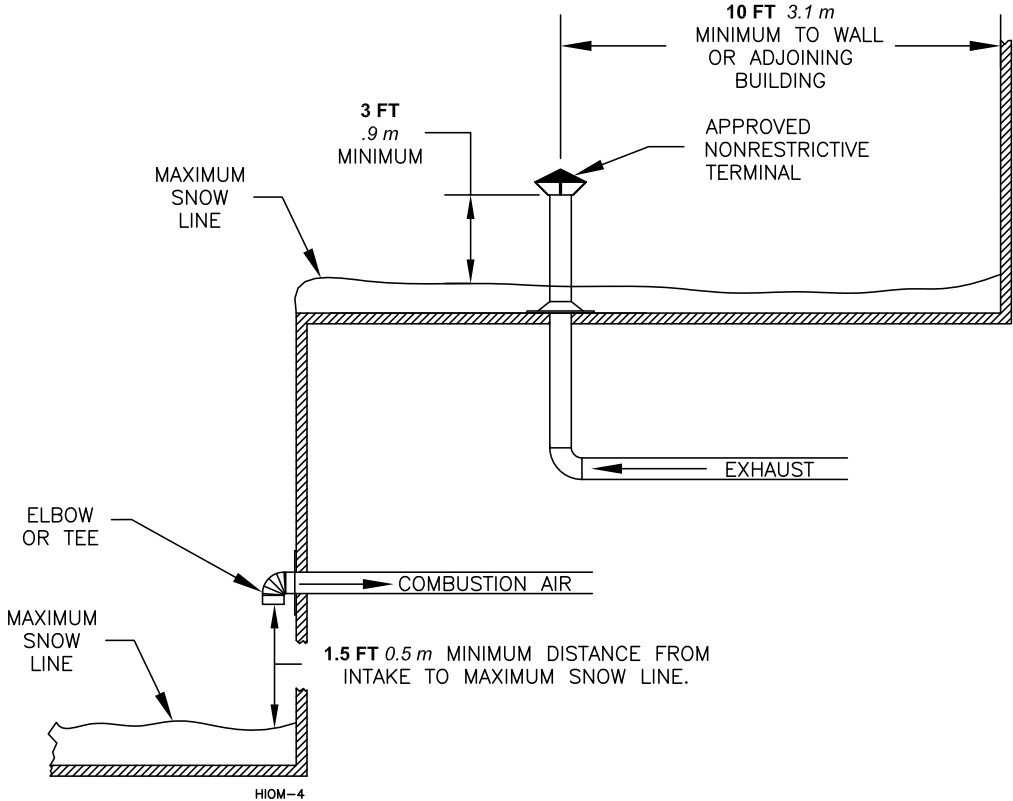 10 FT 3.1 m
MINIMUM TO WALL
OR ADJOINING
BUILDING
3 FT
.9 m
MINIMUM
APPROVED
NONRESTRICTIVE
TERMINAL
MAXIMUM
SNOW
LINE
EXHAUST
ELBOW
OR TEE
COMBUSTION AIR
MAXIMUM
SNOW
LINE
1.5 FT 0.5 m MINIMUM DISTANCE FROM
INTAKE TO MAXIMUM SNOW LINE.
HIOM-4